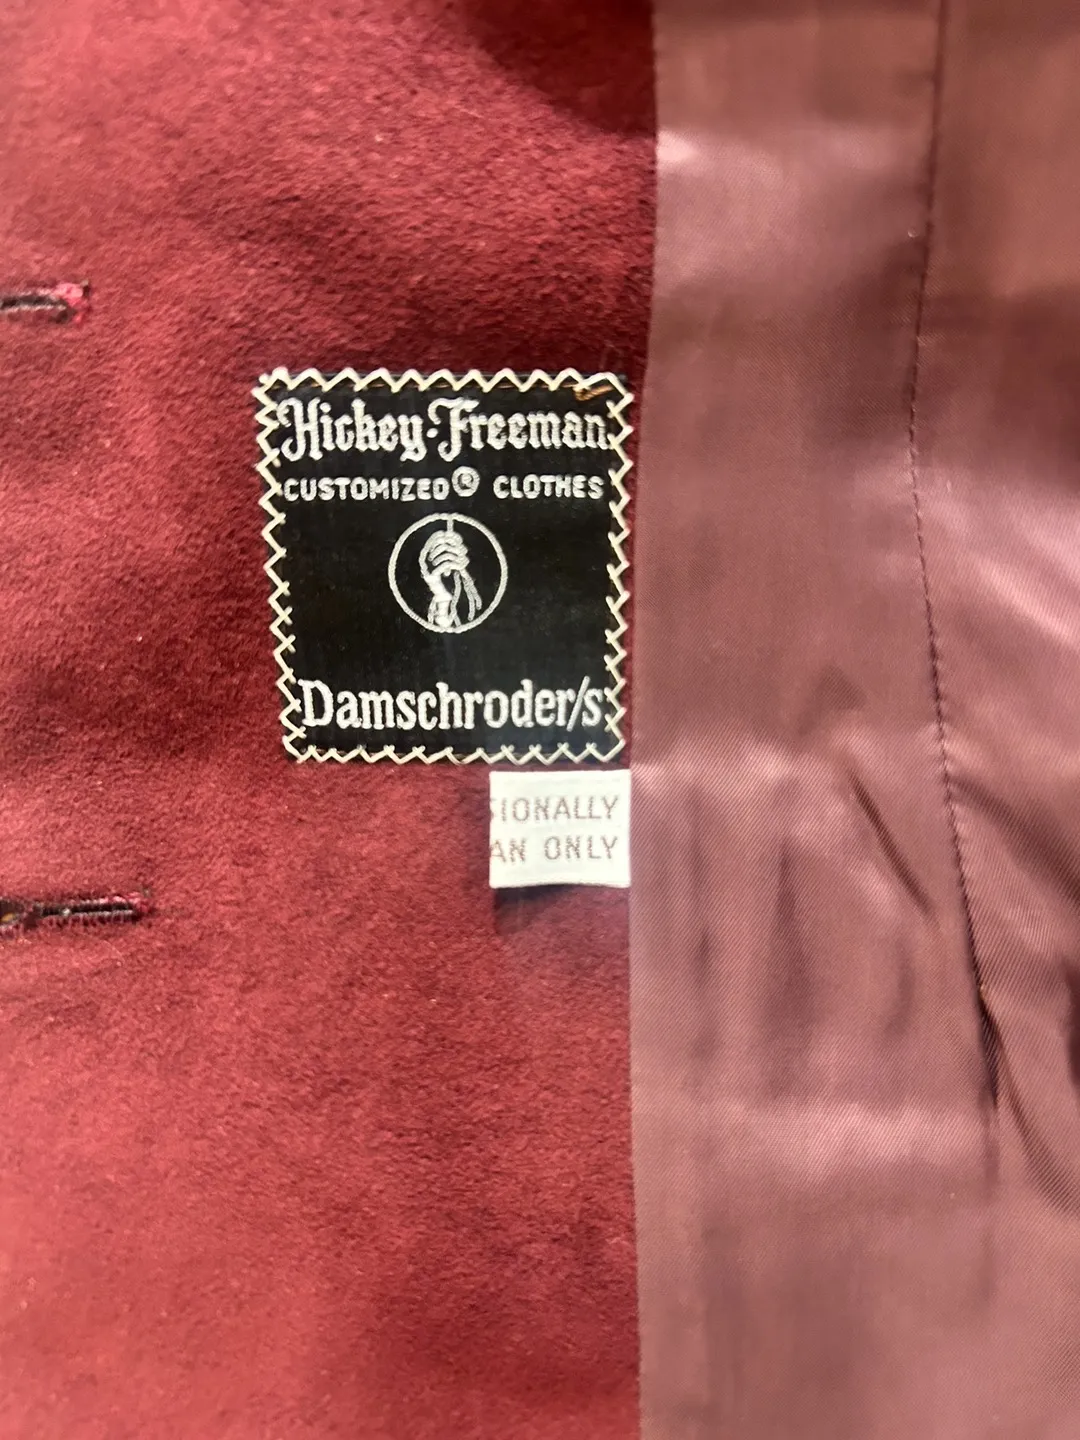 Hickey-Freeman
CUSTOMIZED® CLOTHES
Damschroder/s
SIONALLY
AN ONLY